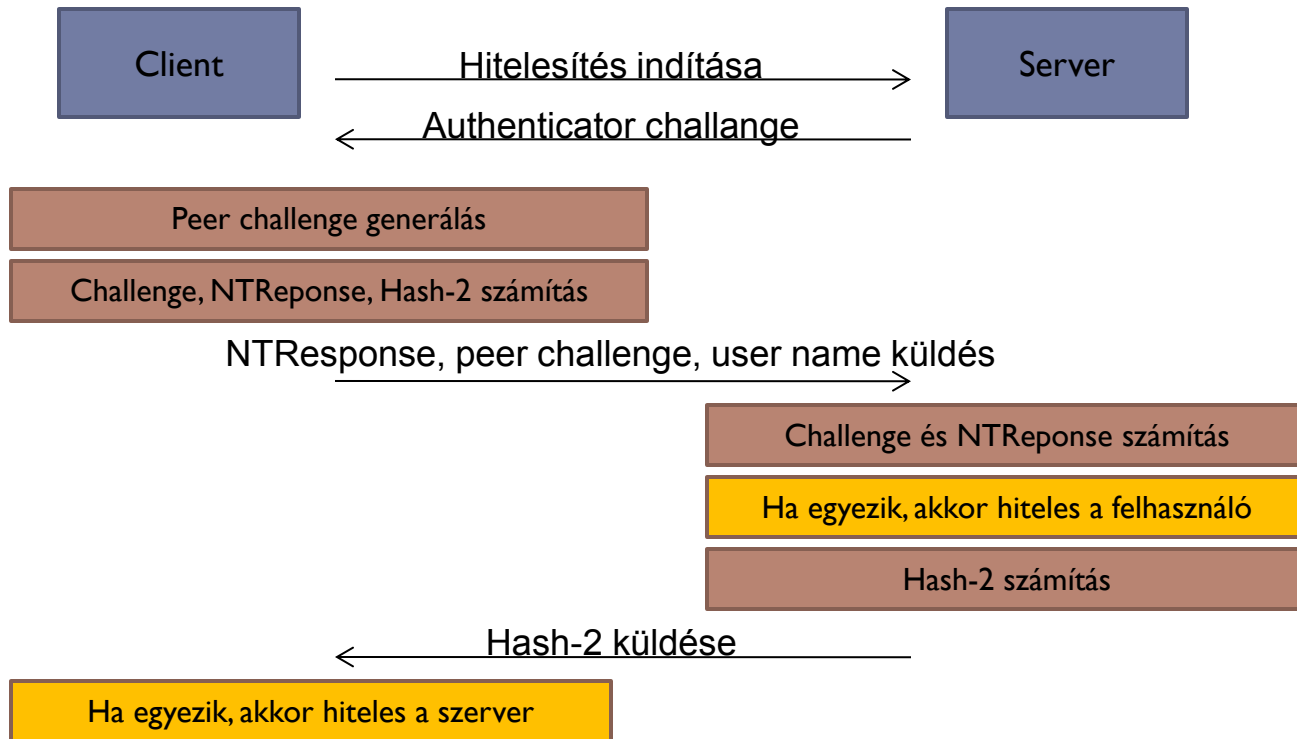 Client
Hitelesítés indítása
Server
Authenticator challange
Peer challenge generálás
Challenge, NTReponse, Hash-2 számítás
NTResponse, peer challenge, user name küldés
Challenge és NTReponse számítás
Ha egyezik, akkor hiteles a felhasználó
Hash-2 számítás
Hash-2 küldése
Ha egyezik, akkor hiteles a szerver